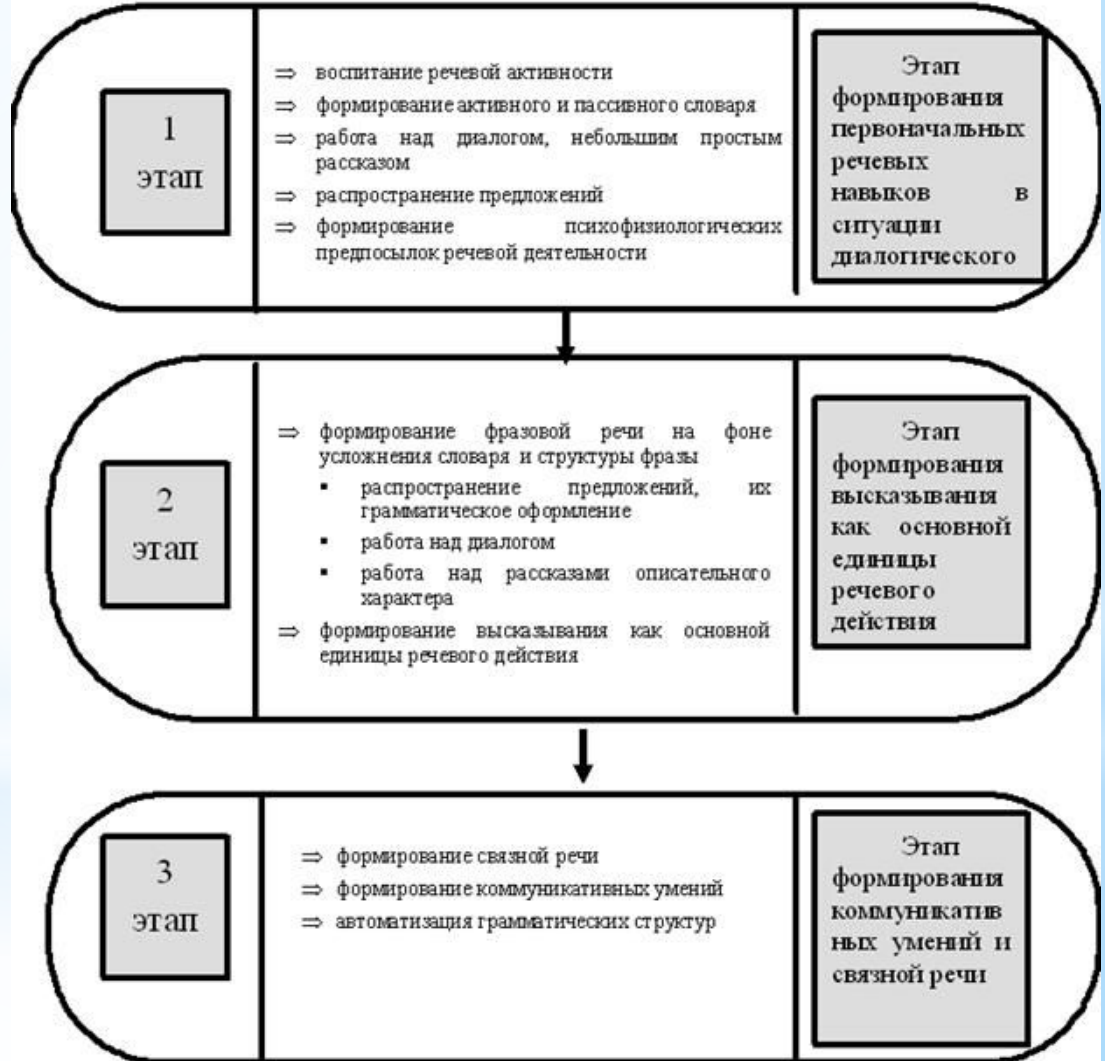 1
этап
⇒ воспитание речевой активности
⇒ формирование активного и пассивного словаря
⇒ работа над диалогом, небольшим простым
рассказом
⇒ распространение предложений
⇒ формирование психофизиологических
предпосылок речевой деятельности
Этап
формирования
первоначальных
речевых
навыков в
ситуации
диалогического
2
этап
⇒ формирование фразовой речи на фоне
усложнения словаря и структуры фразы
▪ распространение предложений, их
грамматическое оформление
▪ работа над диалогом
▪ работа над рассказами описательного
характера
⇒ формирование высказывания как основной
единицы речевого действия
Этап
формирования
высказывания
как основной
единицы
речевого
действия
3
этап
⇒ формирование связной речи
⇒ формирование коммуникативных умений
⇒ автоматизация грамматических структур
Этап
формирования
коммуникатив
ных умений и
связной речи